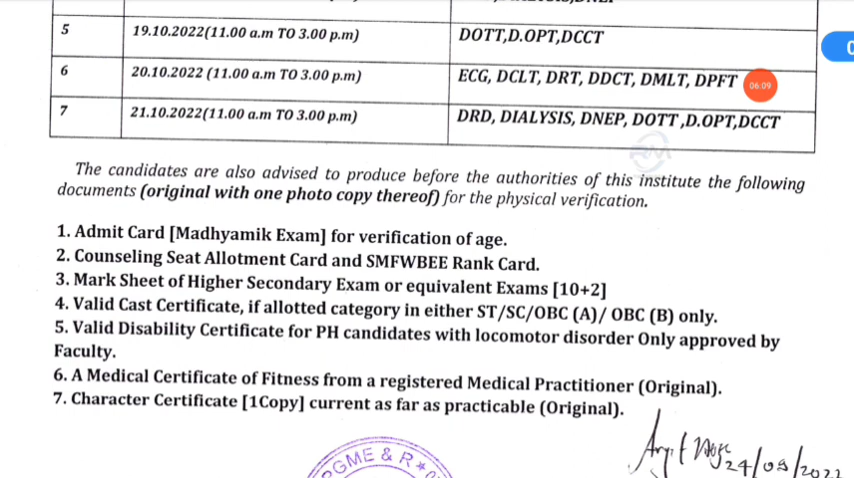 5 19.10.2022(11.00 a.m TO 3.00 p.m) DOTT,D.OPT,DCCT
6 20.10.2022 (11.00 a.m TO 3.00 p.m) ECG, DCLT, DRT, DDCT, DMLT, DPFT
06:09
7 21.10.2022(11.00 a.m TO 3.00 p.m) DRD, DIALYSIS, DNEP, DOTT ,D.OPT,DCCT
The candidates are also advised to produce before the authorities of this institute the following
documents (original with one photo copy thereof) for the physical verification.
1. Admit Card [Madhyamik Exam] for verification of age.
2. Counseling Seat Allotment Card and SMFWBEE Rank Card.
3. Mark Sheet of Higher Secondary Exam or equivalent Exams [10+2]
4. Valid Cast Certificate, if allotted category in either ST/SC/OBC (A)/ OBC (B) only.
5. Valid Disability Certificate for PH candidates with locomotor disorder Only approved by
Faculty.
6. A Medical Certificate of Fitness from a registered Medical Practitioner (Original).
7. Character Certificate [1Copy] current as far as practicable (Original).
PGME & R